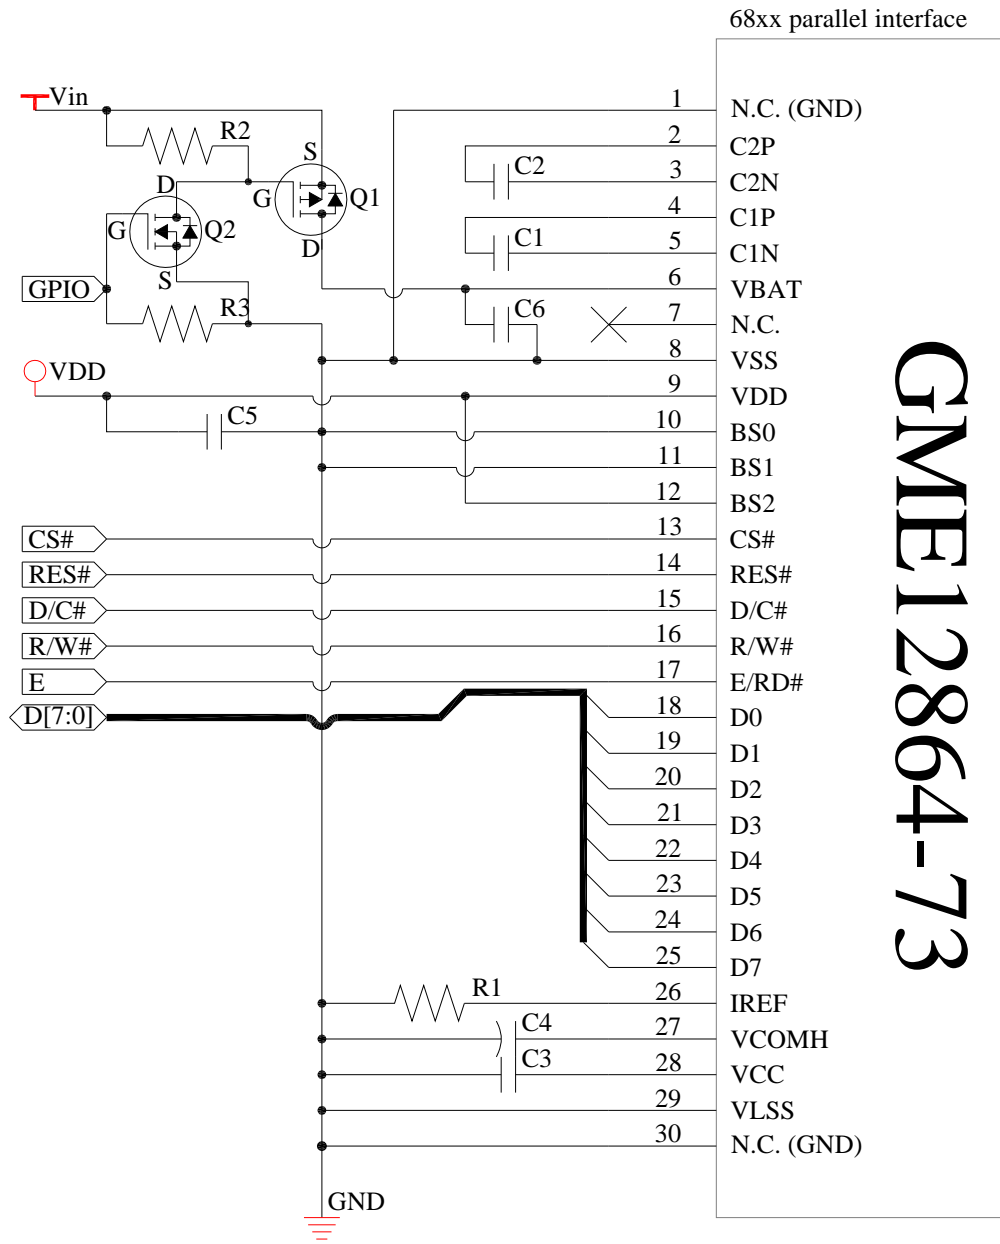 68xx parallel interface
Vin
R2
S
G
Q1
D
D
G
Q2
S
GPIO
R3
VDD
C5
C2
C1
C6
1 N.C. (GND)
2 C2P
3 C2N
4 C1P
5 C1N
6 VBAT
7 N.C.
8 VSS
9 VDD
10 BS0
11 BS1
12 BS2
CS# 13 CS#
RES# 14 RES#
D/C# 15 D/C#
R/W# 16 R/W#
E 17 E/RD#
D[7:0] 18 D0
19 D1
20 D2
21 D3
22 D4
23 D5
24 D6
25 D7
R1 26 IREF
C4 27 VCOMH
C3 28 VCC
29 VLSS
30 N.C. (GND)
GND
GME12864-73